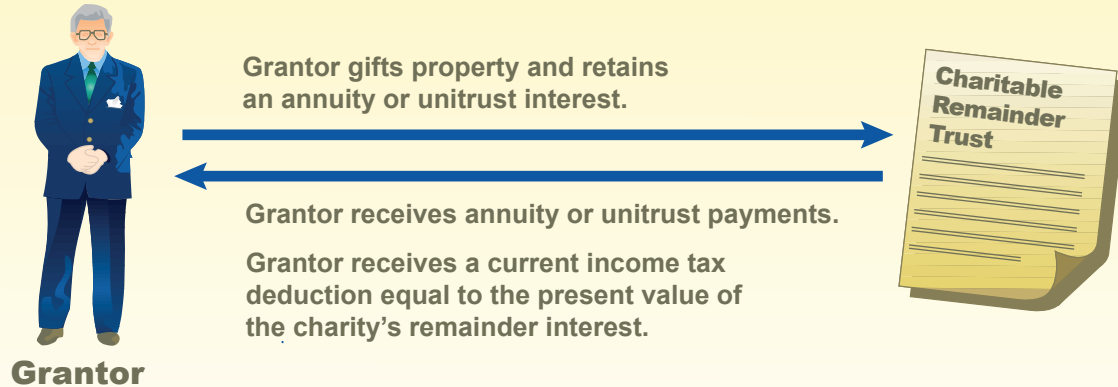 Grantor gifts property and retains
an annuity or unitrust interest.
Charitable
Remainder
Trust
Grantor receives annuity or unitrust payments.
Grantor receives a current income tax
deduction equal to the present value of
the charity's remainder interest.
Grantor